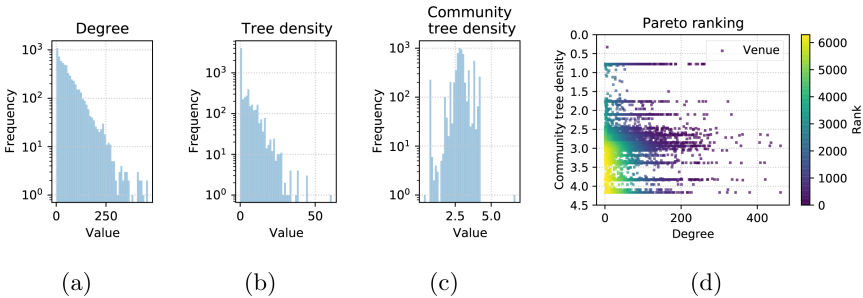 Degree
Frequency
10³
10²
10¹
10⁰
0
250
Value
(a)
Tree density
Frequency
10³
10²
10¹
10⁰
0
50
Value
(b)
Community
tree density
Frequency
10³
10²
10¹
10⁰
2.5
5.0
Value
(c)
Pareto ranking
Community tree density
0.0
0.5
1.0
1.5
2.0
2.5
3.0
3.5
4.0
4.5
0
200
400
Degree
Venue
6000
5000
4000
3000
2000
1000
0
Rank
(d)